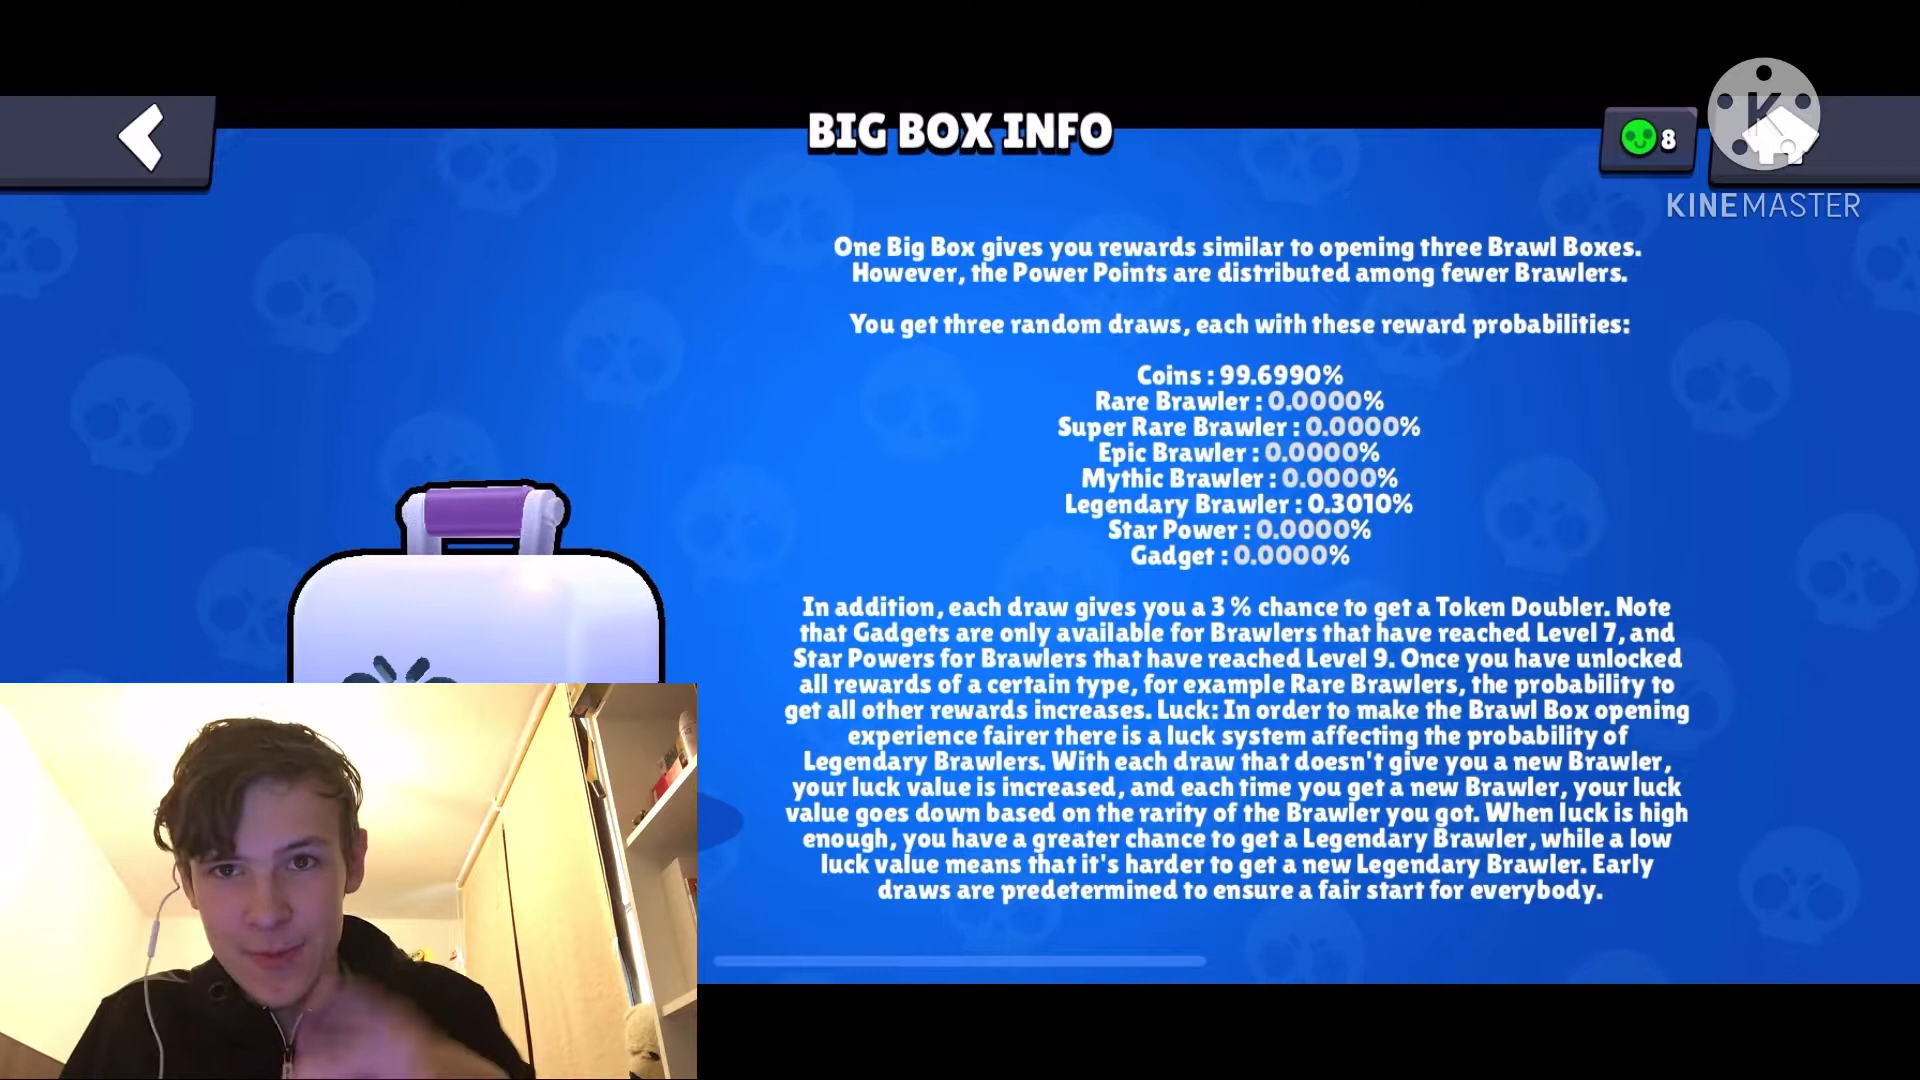 BIG BOX INFO
8
K
KINEMASTER
One Big Box gives you rewards similar to opening three Brawl Boxes.
However, the Power Points are distributed among fewer Brawlers.
You get three random draws, each with these reward probabilities:
Coins : 99.6990%
Rare Brawler : 0.0000%
Super Rare Brawler : 0.0000%
Epic Brawler : 0.0000%
Mythic Brawler : 0.0000%
Legendary Brawler : 0.3010%
Star Power : 0.0000%
Gadget : 0.0000%
In addition, each draw gives you a 3 % chance to get a Token Doubler. Note
that Gadgets are only available for Brawlers that have reached Level 7, and
Star Powers for Brawlers that have reached Level 9. Once you have unlocked
all rewards of a certain type, for example Rare Brawlers, the probability to
get all other rewards increases. Luck: In order to make the Brawl Box opening
experience fairer there is a luck system affecting the probability of
Legendary Brawlers. With each draw that doesn't give you a new Brawler,
your luck value is increased, and each time you get a new Brawler, your luck
value goes down based on the rarity of the Brawler you got. When luck is high
enough, you have a greater chance to get a Legendary Brawler, while a low
luck value means that it's harder to get a new Legendary Brawler. Early
draws are predetermined to ensure a fair start for everybody.